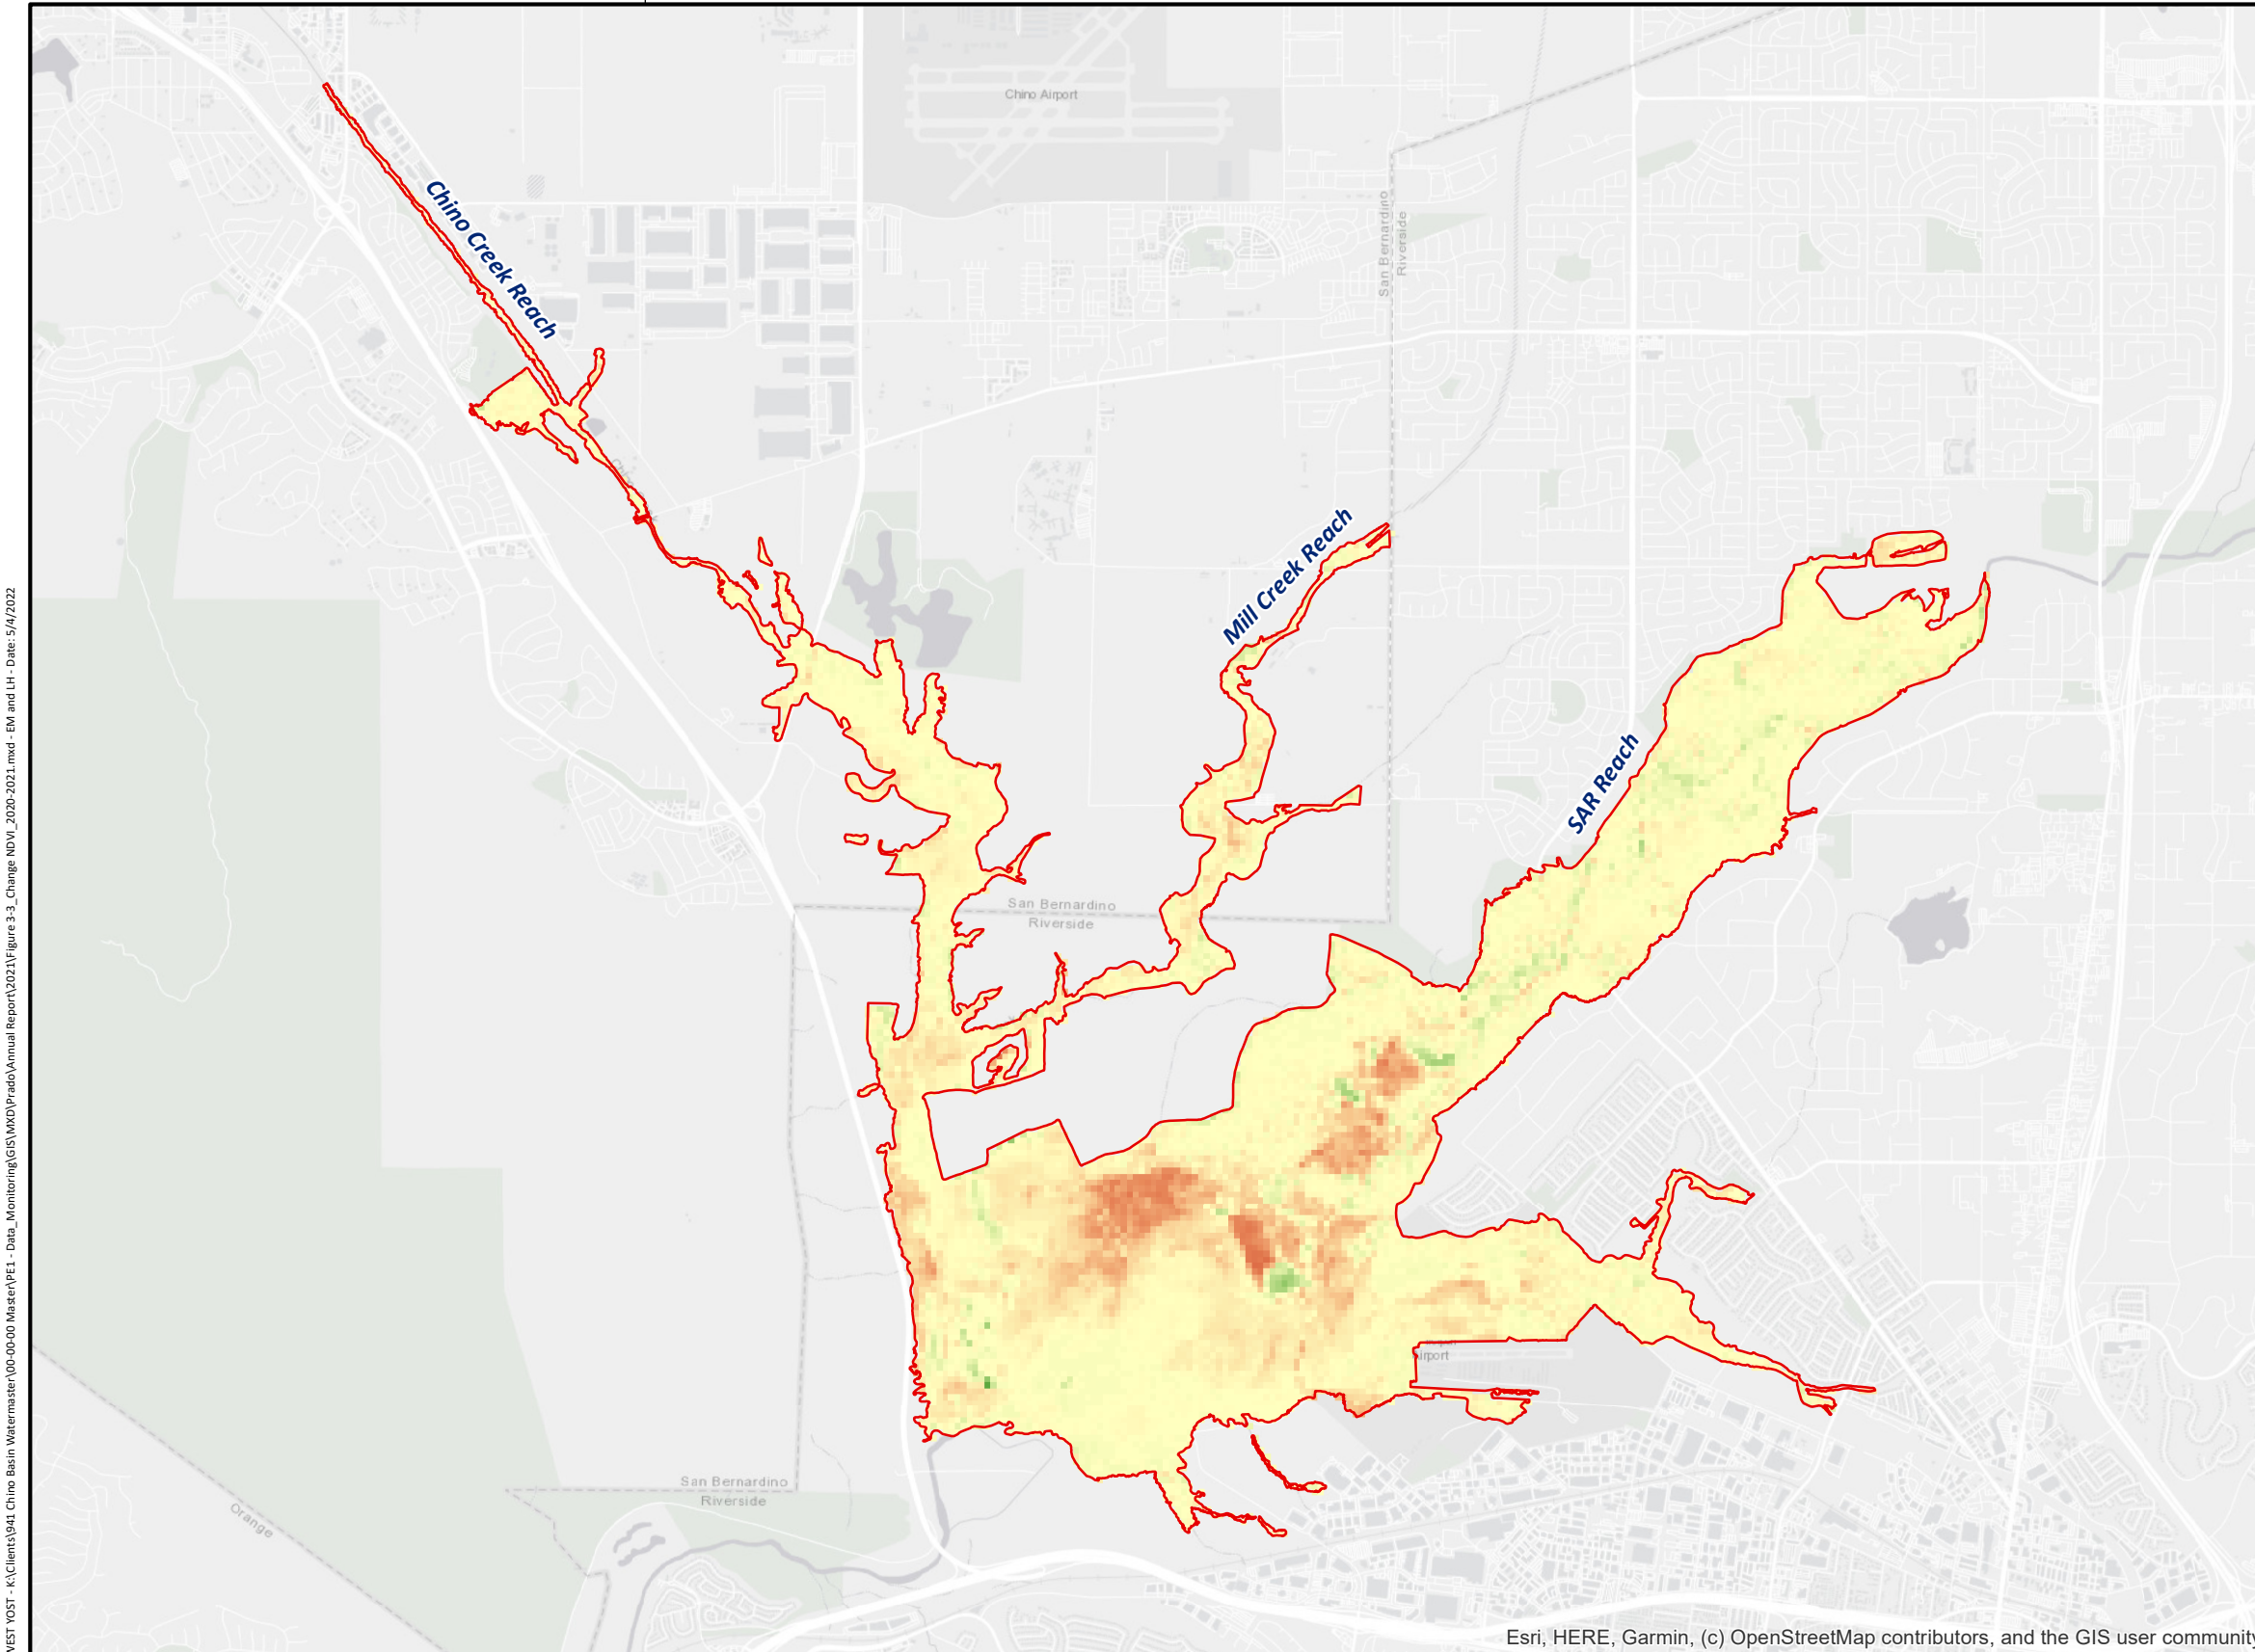 Chino Airport
Chino Creek Reach
San Bernardino
Riverside
Mill Creek Reach
SAR Reach
San Bernardino
Riverside
Airport
San Bernardino
Riverside
Orange
WEST YOST - K:\Clients\941 Chino Basin Watermaster\00-00-00 Master\PE1 - Data_Monitoring\GIS\MXD\Prado\Annual Report\2021\Figure 3-3_Change NDVI_2020-2021.mxd - EM and LH - Date: 5/4/2022
Esri, HERE, Garmin, (c) OpenStreetMap contributors, and the GIS user community